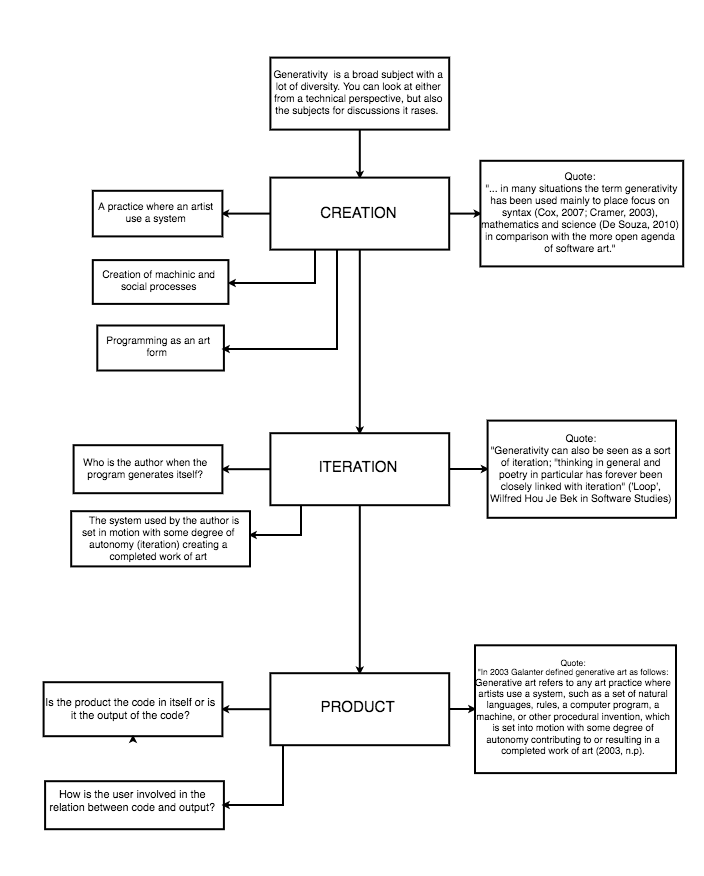 Generativity is a broad subject with a
lot of diversity. You can look at either
from a technical perspective, but also
the subjects for discussions it rases.
CREATION
A practice where an artist
use a system
Creation of machinic and
social processes
Programming as an art
form
Quote:
"... in many situations the term generativity
has been used mainly to place focus on
syntax (Cox, 2007; Cramer, 2003),
mathematics and science (De Souza, 2010)
in comparison with the more open agenda
of software art."
ITERATION
Who is the author when the
program generates itself?
The system used by the author is
set in motion with some degree of
autonomy (iteration) creating a
completed work of art
Quote:
"Generativity can also be seen as a sort
of iteration; "thinking in general and
poetry in particular has forever been
closely linked with iteration" ('Loop',
Wilfred Hou Je Bek in Software Studies)
PRODUCT
Is the product the code in itself or is
it the output of the code?
How is the user involved in the
relation between code and output?
Quote:
"In 2003 Galanter defined generative art as follows:
Generative art refers to any art practice where
artists use a system, such as a set of natural
languages, rules, a computer program, a
machine, or other procedural invention, which
is set into motion with some degree of
autonomy contributing to or resulting in a
completed work of art (2003, n.p).